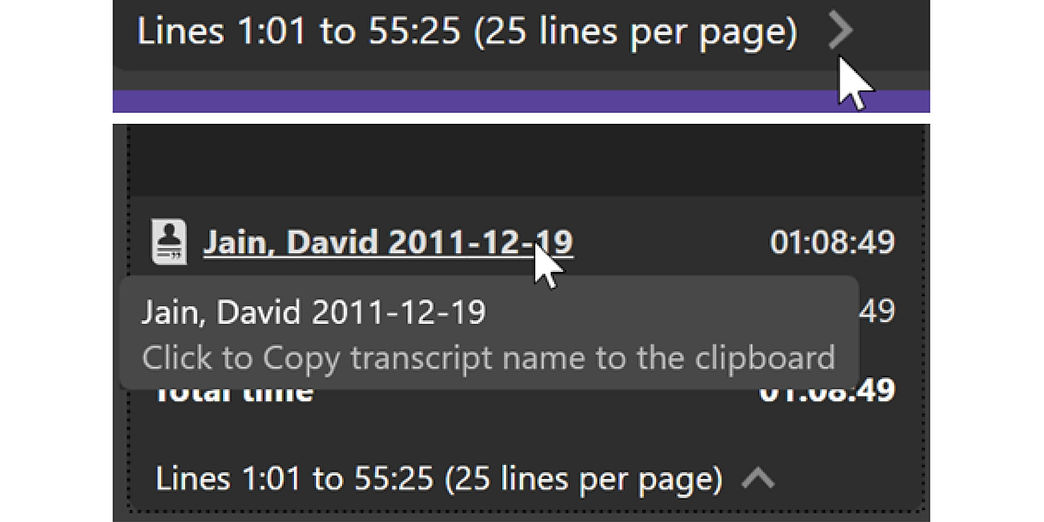 Lines 1:01 to 55:25 (25 lines per page)
Jain, David 2011-12-19 01:08:49
Jain, David 2011-12-19 49
Click to Copy transcript name to the clipboard
Total time 01:08:49
Lines 1:01 to 55:25 (25 lines per page)